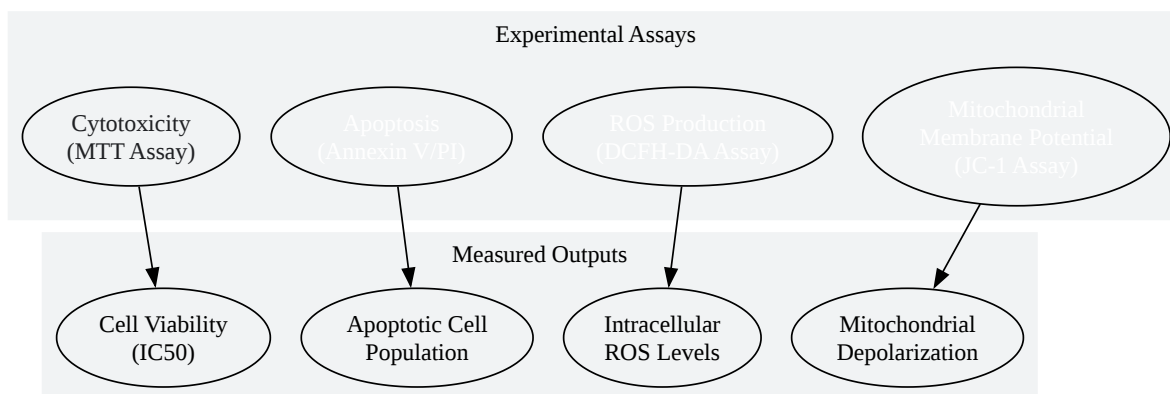 Experimental Assays
Cytotoxicity
(MTT Assay)
Apoptosis
(Annexin V/PI)
ROS Production
(DCFH-DA Assay)
Mitochondrial
Membrane Potential
(JC-1 Assay)
Measured Outputs
Cell Viability
(IC50)
Apoptotic Cell
Population
Intracellular
ROS Levels
Mitochondrial
Depolarization